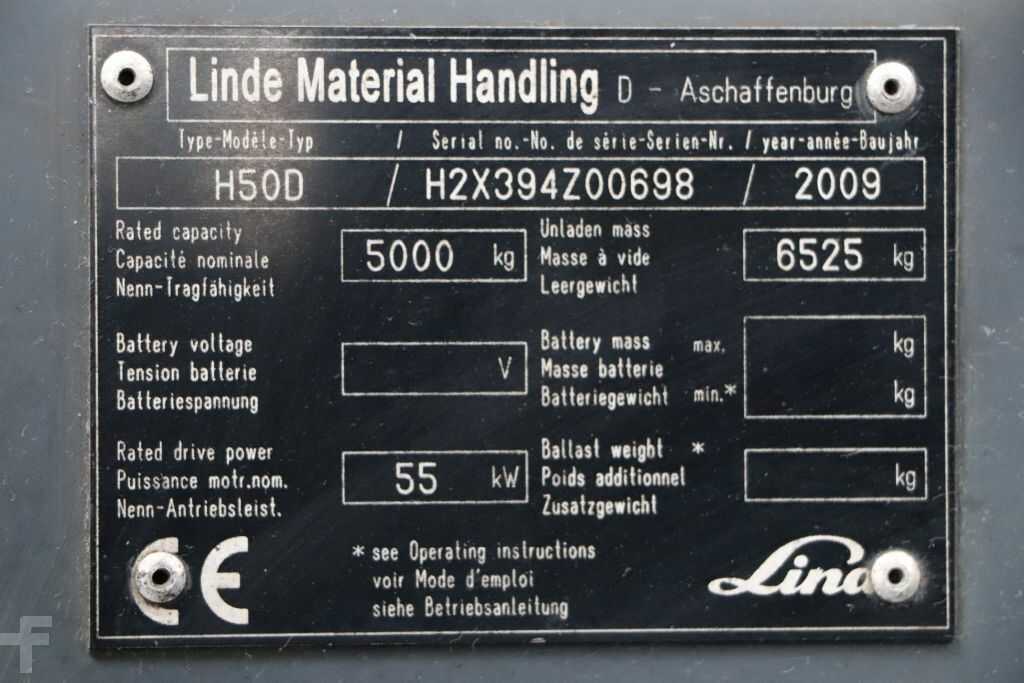 Linde Material Handling D - Aschaffenburg
Type-Modèle-Typ / Serial no.-No. de série-Serien-Nr. / year-année-Baujahr
H50D / H2X394Z00698 / 2009
Rated capacity
Capacité nominale
Nenn-Tragfähigkeit
5000 kg
Unladen mass
Masse à vide
Leergewicht
6525 kg
Battery voltage
Tension batterie
Batteriespannung
V
Battery mass max.
Masse batterie
Batteriegewicht min.*
kg
kg
Rated drive power
Puissance motr.nom.
Nenn-Antriebsleist.
55 kW
Ballast weight *
Poids additionnel
Zusatzgewicht
kg
CE
* see Operating instructions
voir Mode d'emploi
siehe Betriebsanleitung
Linde
F